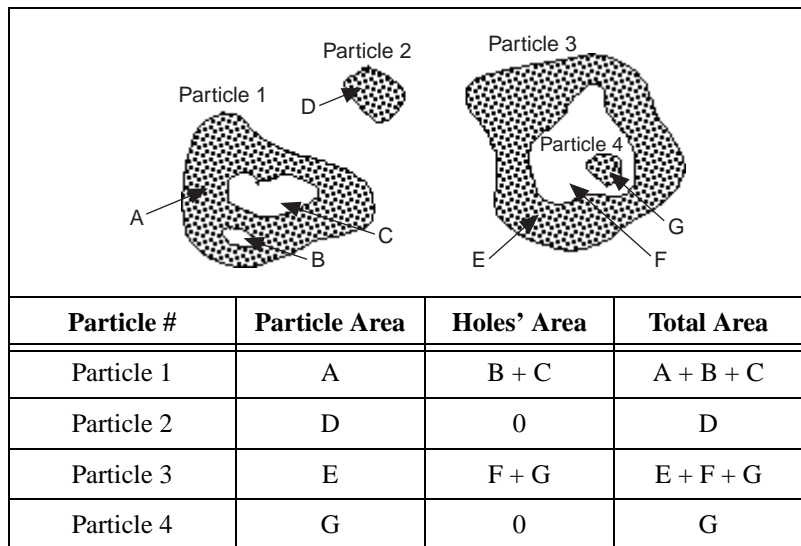 Particle 3
Particle 2
Particle 1
D
Particle 4
A
C
B
G
E
F
Particle # Particle Area Holes’ Area Total Area
Particle 1 A B + C A + B + C
Particle 2 D 0 D
Particle 3 E F + G E + F + G
Particle 4 G 0 G